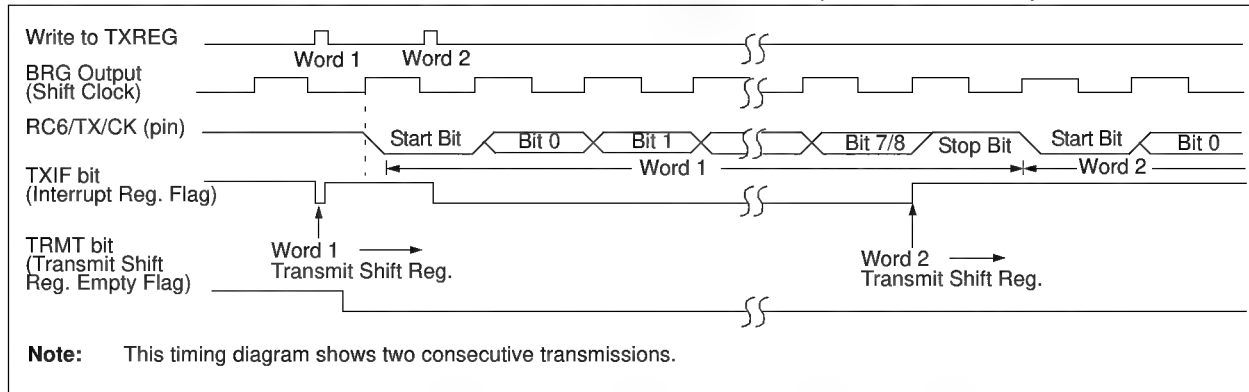 Write to TXREG
Word 1
Word 2
BRG Output
(Shift Clock)
RC6/TX/CK (pin)
Start Bit
Bit 0
Bit 1
Bit 7/8
Stop Bit
Start Bit
Bit 0
Word 1
Word 2
TXIF bit
(Interrupt Reg. Flag)
Word 1
Transmit Shift Reg.
Word 2
Transmit Shift Reg.
TRMT bit
(Transmit Shift
Reg. Empty Flag)
Note: This timing diagram shows two consecutive transmissions.